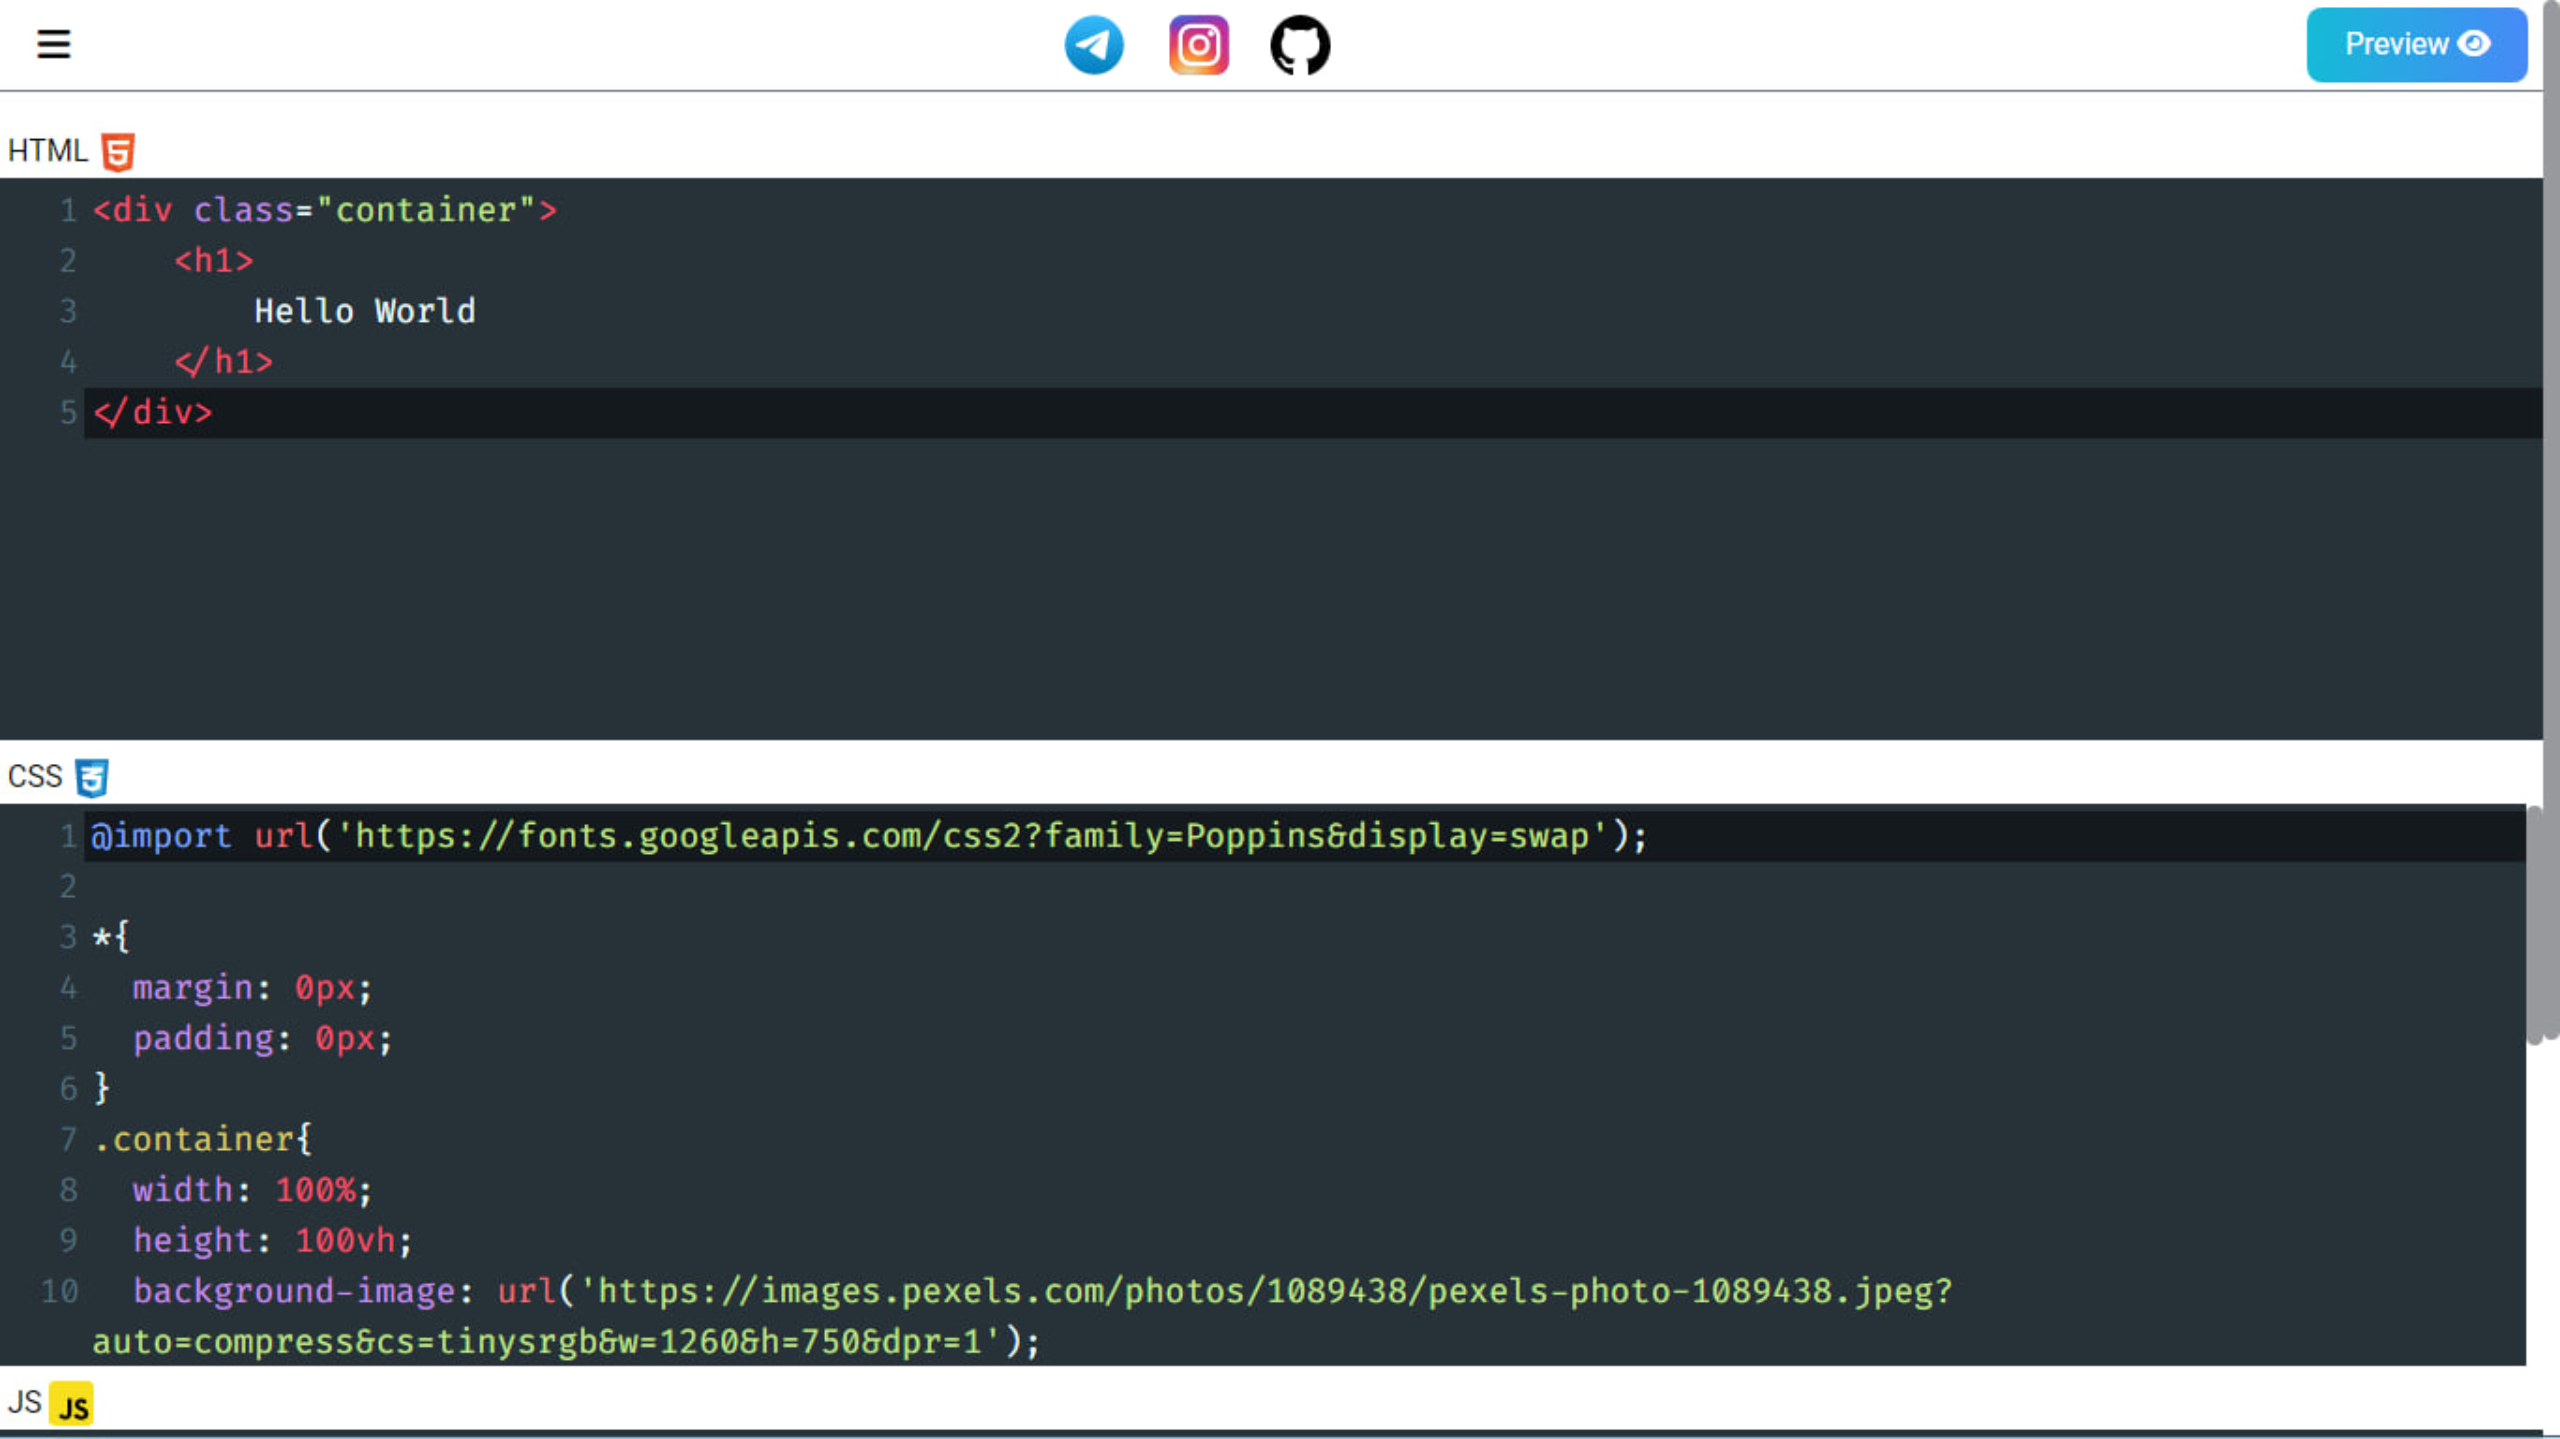 Preview
HTML 5
1 <div class="container">
2     <h1>
3         Hello World
4     </h1>
5 </div>
CSS 3
1 @import url('https://fonts.googleapis.com/css2?family=Poppins&display=swap');
2
3 *{
4   margin: 0px;
5   padding: 0px;
6 }
7 .container{
8   width: 100%;
9   height: 100vh;
10   background-image: url('https://images.pexels.com/photos/1089438/pexels-photo-1089438.jpeg?
auto=compress&cs=tinysrgb&w=1260&h=750&dpr=1');
JS JS